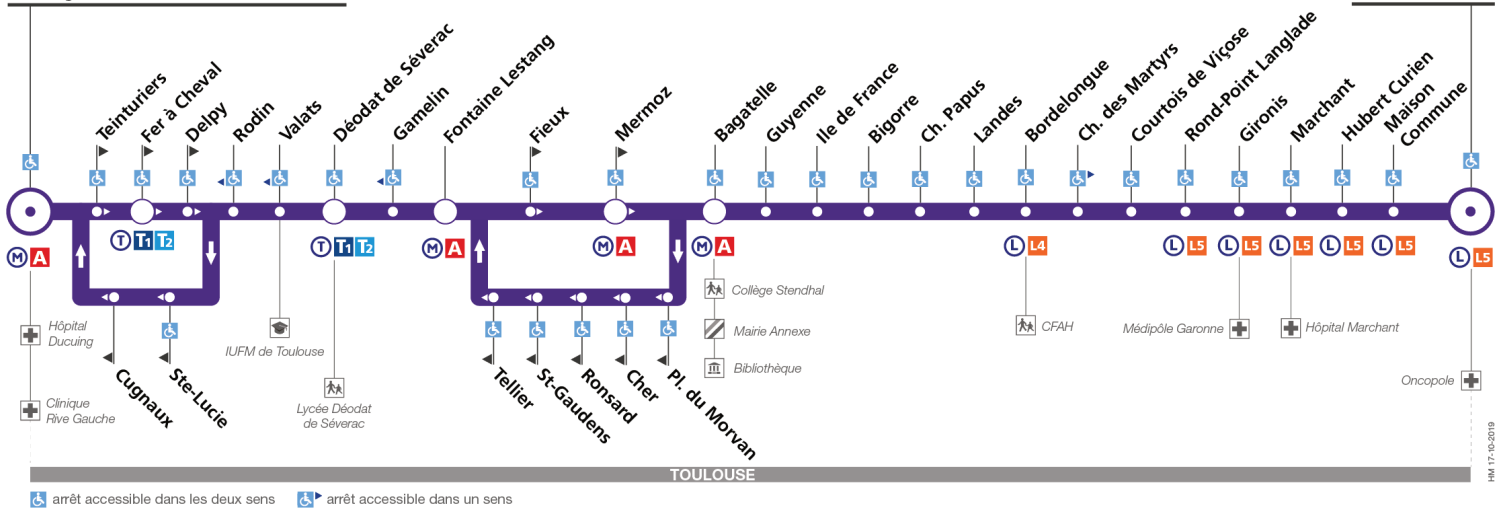 Teinturiers
Fer à Cheval
Delpy
Rodin
Valats
Déodat de Séverac
Gamelin
Fontaine Lestang
Fieux
Mermoz
Bagatelle
Guyenne
Ile de France
Bigorre
Ch. Papus
Landes
Bordelongue
Ch. des Martyrs
Courtois de Viçose
Rond-Point Langlade
Gironis
Marchant
Hubert Curien
Maison
Commune
M A
T T1 T2
T T1 T2
M A
M A
M A
L L4
L L5
L L5
L L5
L L5
L L5
L L5
Hôpital
Ducuing
Clinique
Rive Gauche
Cugnaux
Ste-Lucie
IUFM de Toulouse
Lycée Déodat
de Séverac
Tellier
St-Gaudens
Ronsard
Cher
Pl. du Morvan
Collège Stendhal
Mairie Annexe
Bibliothèque
CFAH
Médipôle Garonne
Hôpital Marchant
Oncopole
TOULOUSE
HM 17-10-2019
arrêt accessible dans les deux sens
arrêt accessible dans un sens